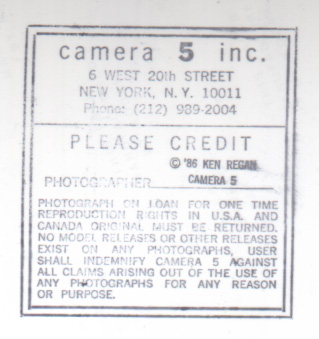 camera 5 inc.
6 WEST 20th STREET
NEW YORK, N.Y. 10011
Phone: (212) 989-2004
PLEASE CREDIT
© '86 KEN REGAN
PHOTOGRAPHER CAMERA 5
PHOTOGRAPH ON LOAN FOR ONE TIME
REPRODUCTION RIGHTS IN U.S.A. AND
CANADA ORIGINAL MUST BE RETURNED.
NO MODEL RELEASES OR OTHER RELEASES
EXIST ON ANY PHOTOGRAPHS, USER
SHALL INDEMNIFY CAMERA 5 AGAINST
ALL CLAIMS ARISING OUT OF THE USE OF
ANY PHOTOGRAPHS FOR ANY REASON
OR PURPOSE.